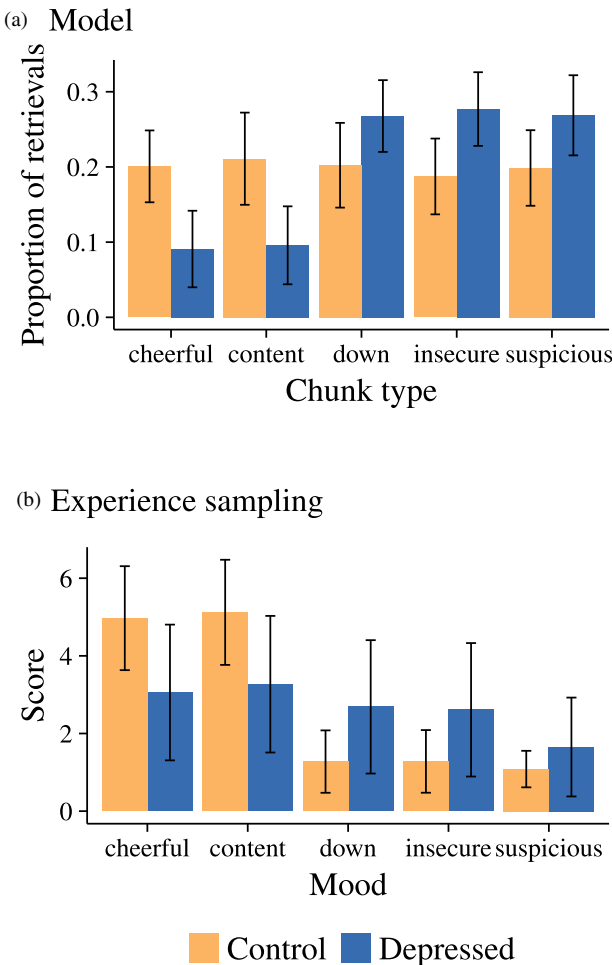 (a) Model
Proportion of retrievals
0.3
0.2
0.1
0.0
cheerful content down insecure suspicious
Chunk type
(b) Experience sampling
Score
6
4
2
0
cheerful content down insecure suspicious
Mood
Control Depressed